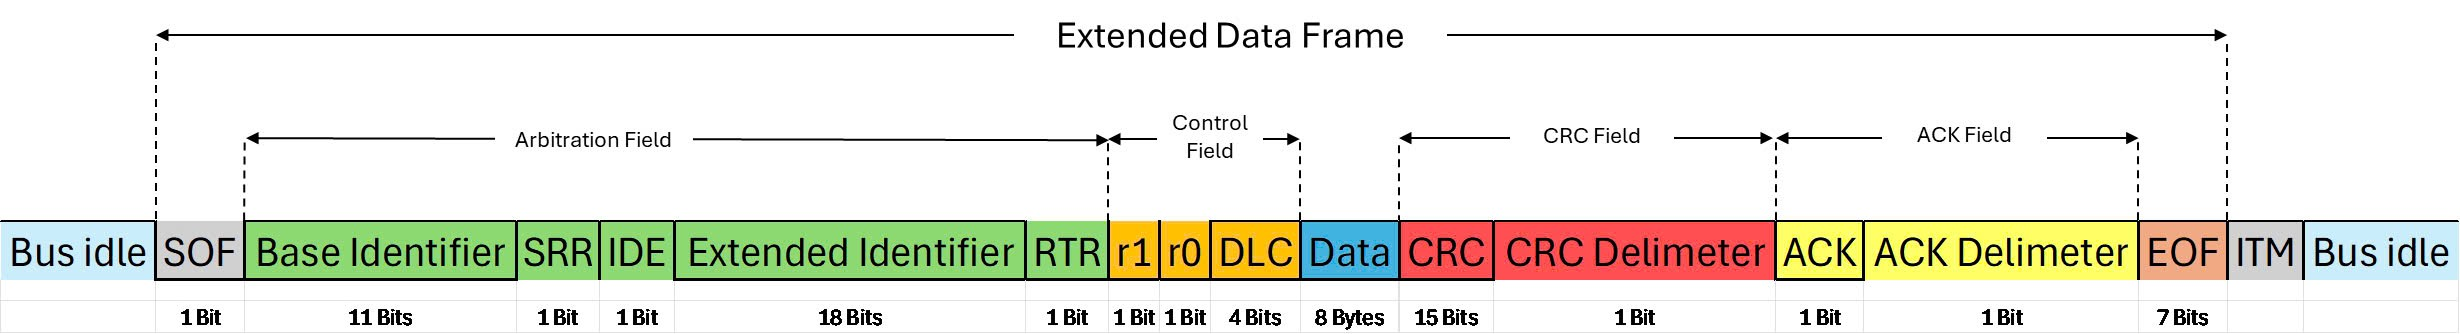 Extended Data Frame
Arbitration Field
Control
Field
CRC Field
ACK Field
Bus idle SOF Base Identifier SRR IDE Extended Identifier RTR r1 r0 DLC Data CRC CRC Delimeter ACK ACK Delimeter EOF ITM Bus idle
1 Bit 11 Bits 1 Bit 1 Bit 18 Bits 1 Bit 1 Bit 1 Bit 4 Bits 8 Bytes 15 Bits 1 Bit 1 Bit 1 Bit 7 Bits